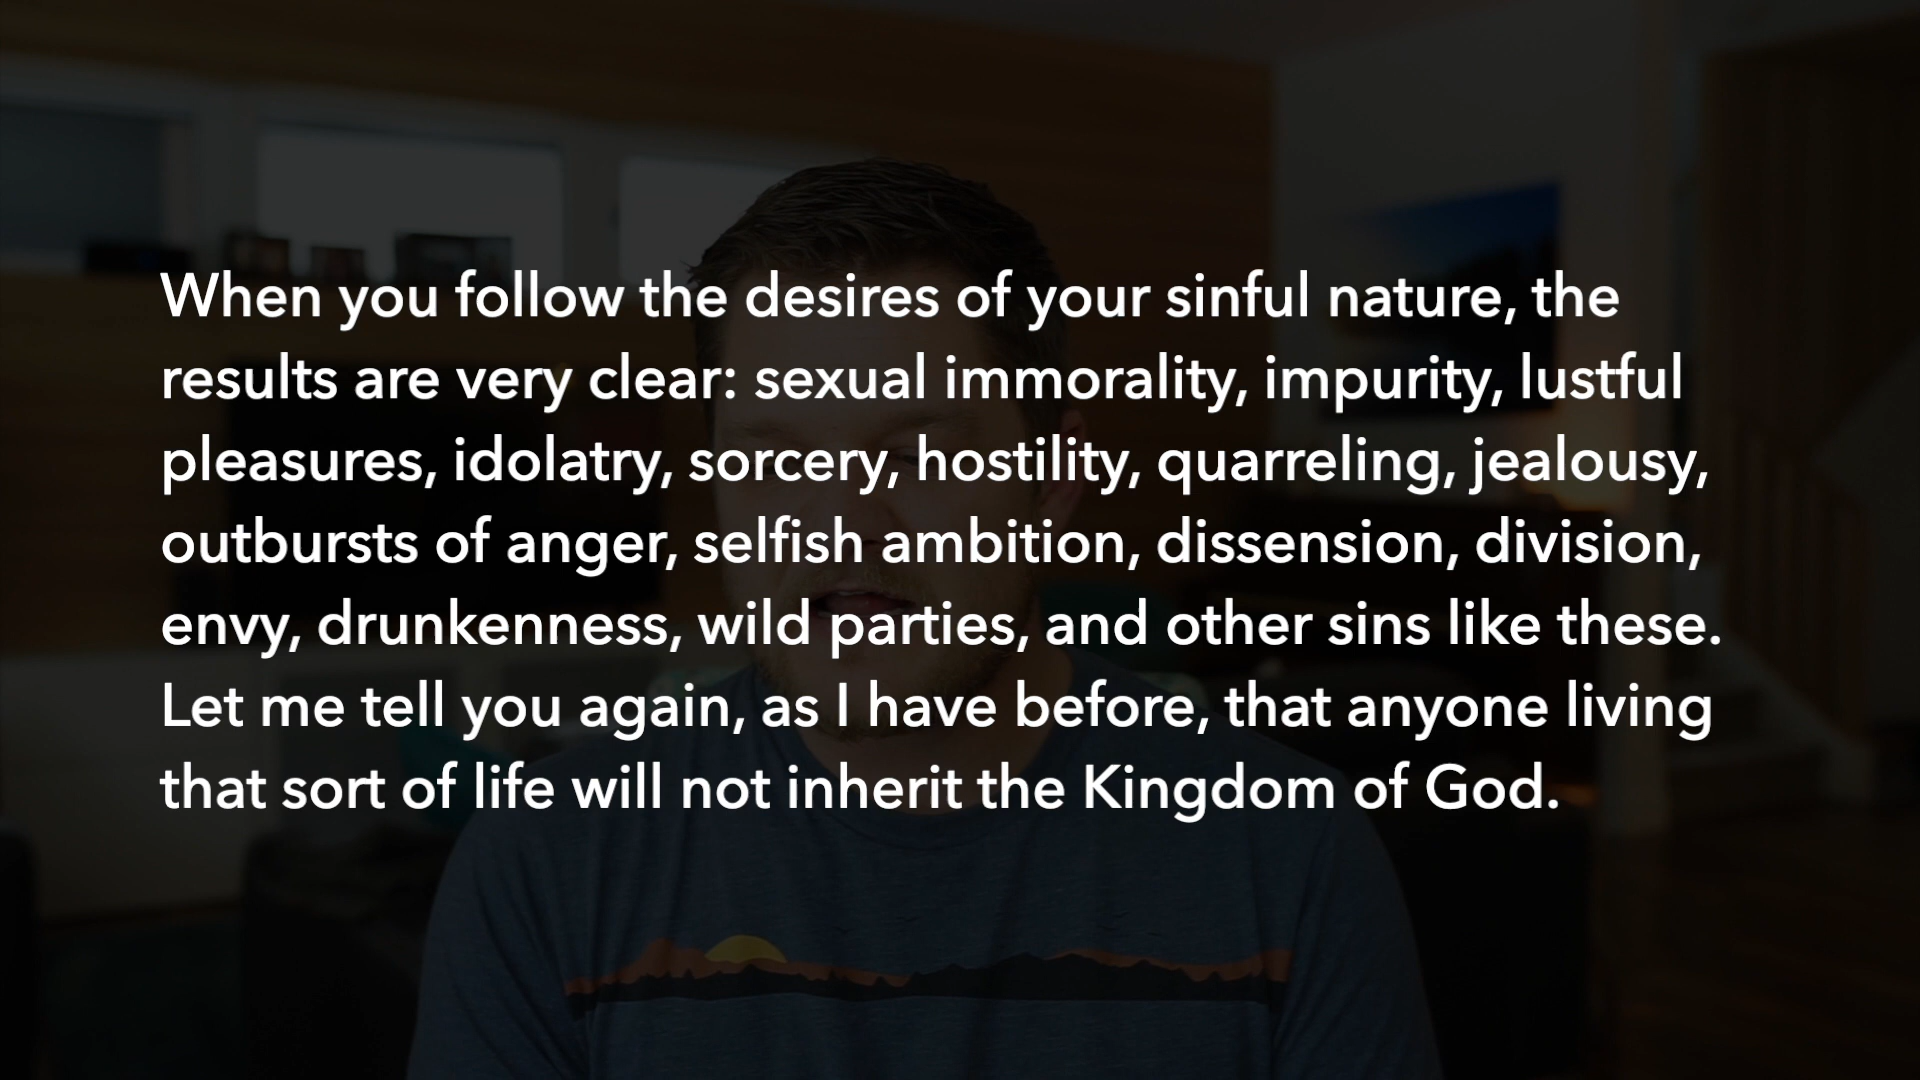 When you follow the desires of your sinful nature, the
results are very clear: sexual immorality, impurity, lustful
pleasures, idolatry, sorcery, hostility, quarreling, jealousy,
outbursts of anger, selfish ambition, dissension, division,
envy, drunkenness, wild parties, and other sins like these.
Let me tell you again, as I have before, that anyone living
that sort of life will not inherit the Kingdom of God.